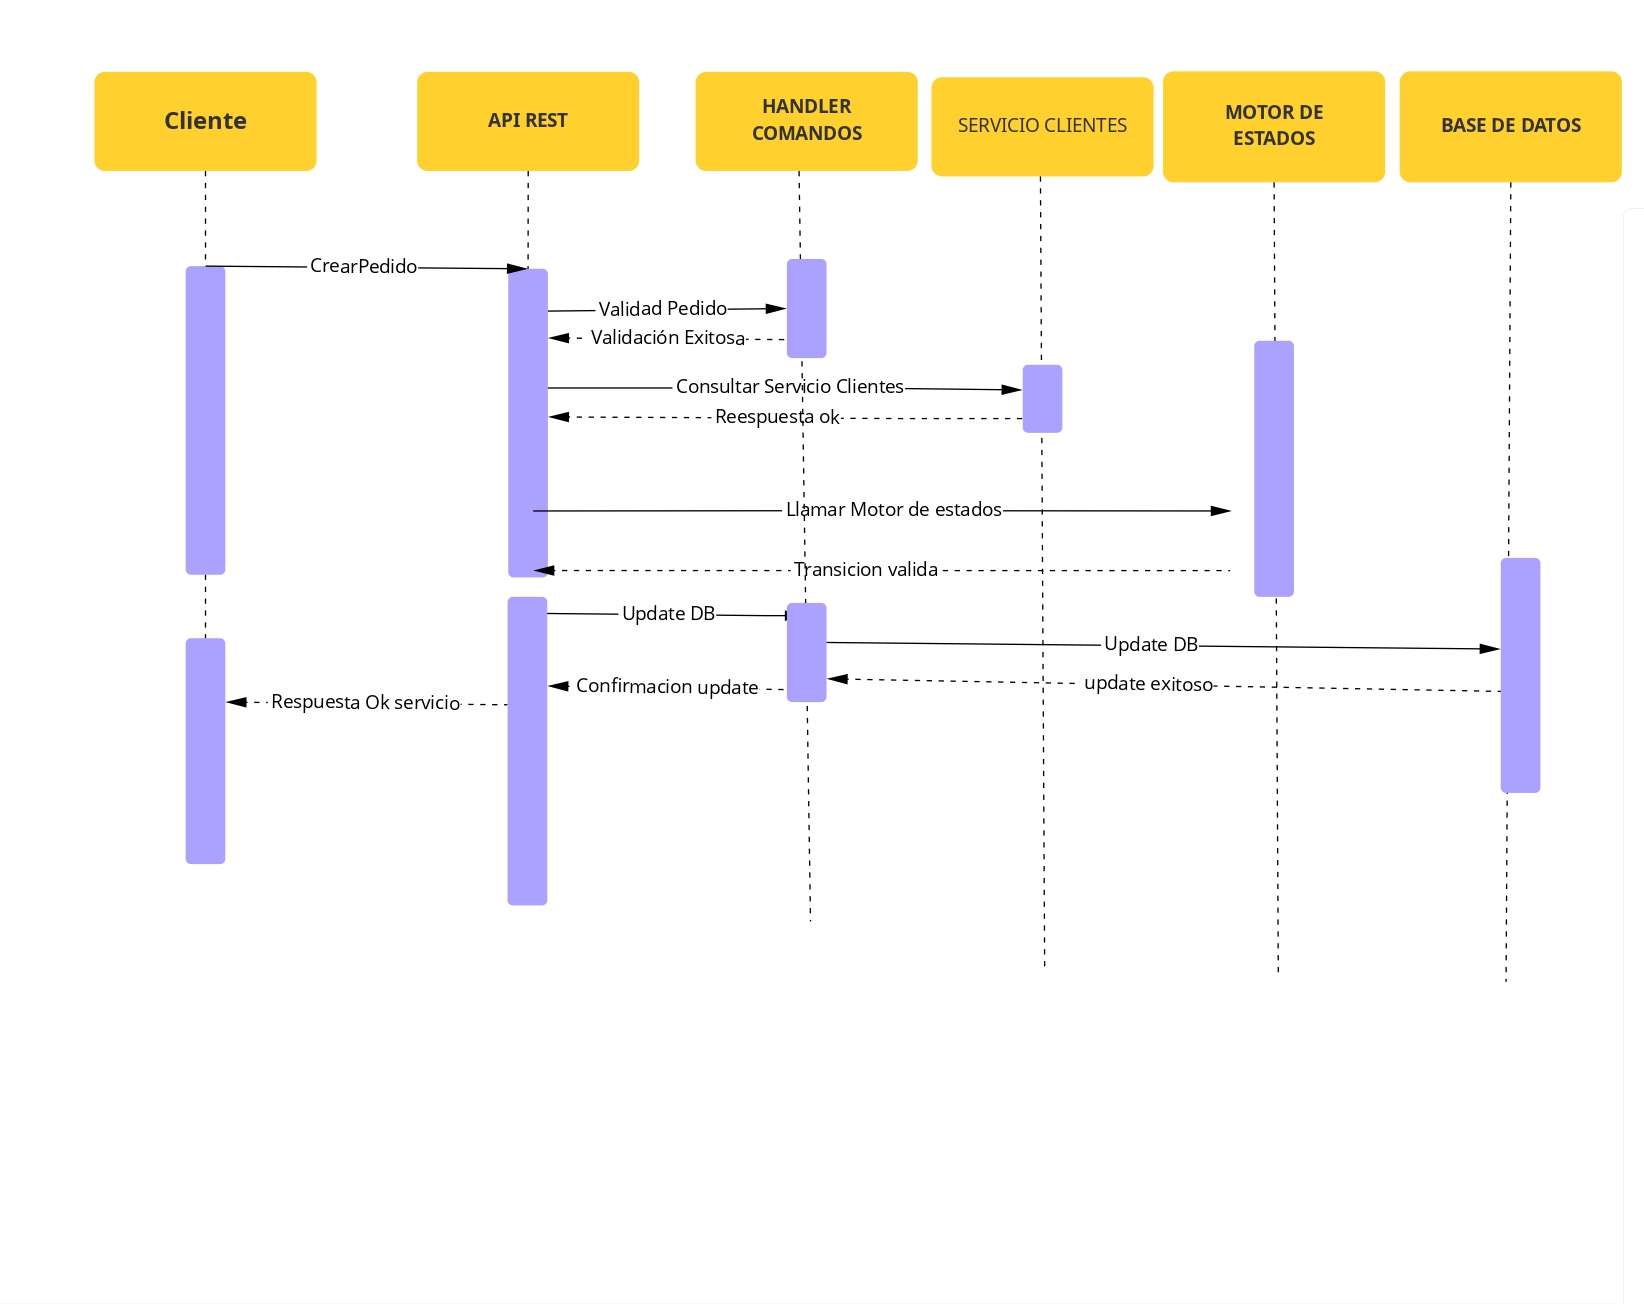 Cliente
API REST
HANDLER
COMANDOS
SERVICIO CLIENTES
MOTOR DE
ESTADOS
BASE DE DATOS
CrearPedido
Validad Pedido
Validación Exitosa
Consultar Servicio Clientes
Reespuesta ok
Llamar Motor de estados
Transicion valida
Update DB
Update DB
update exitoso
Confirmacion update
Respuesta Ok servicio